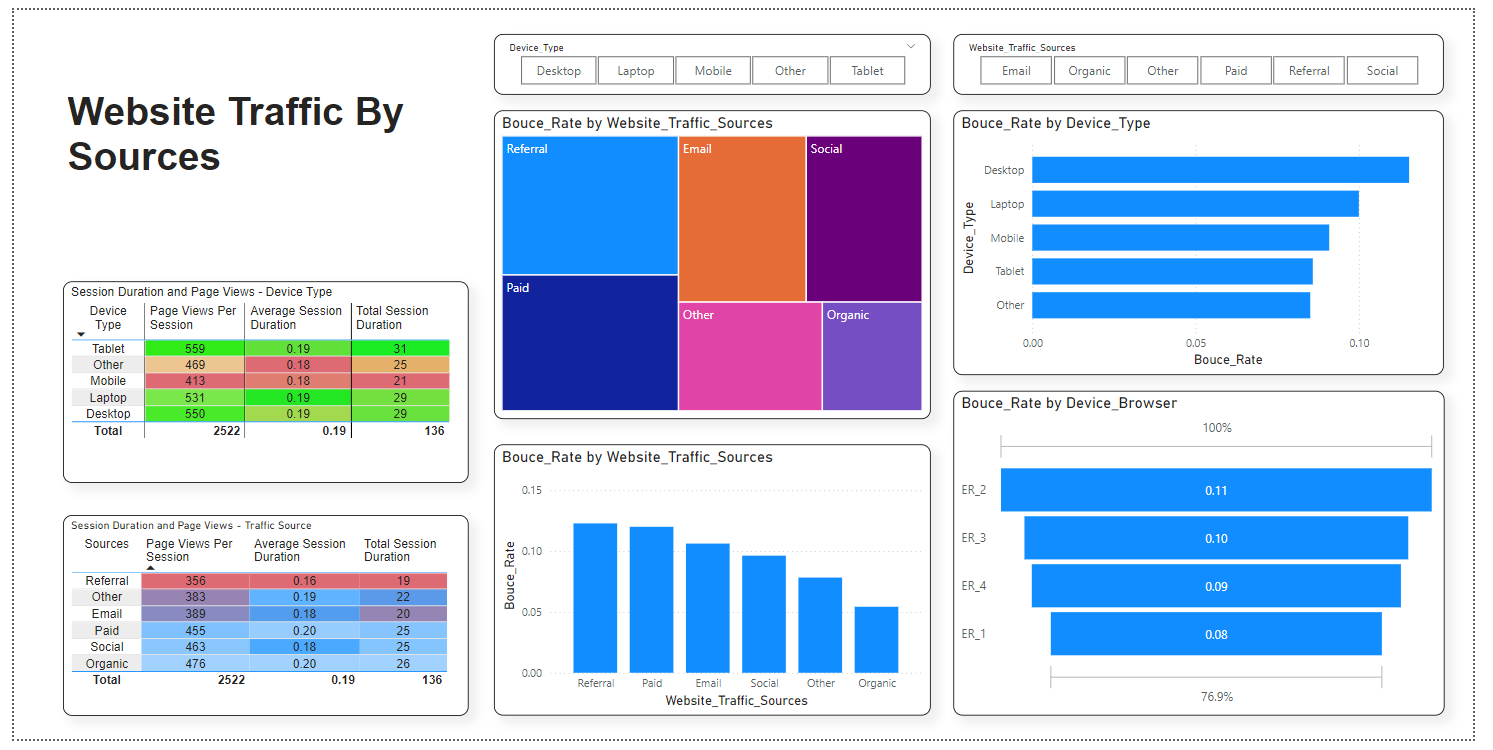 Website Traffic By
Sources
Device_Type
Desktop Laptop Mobile Other Tablet
Website_Traffic_Sources
Email Organic Other Paid Referral Social
Session Duration and Page Views - Device Type
Device Type Page Views Per Session Average Session Duration Total Session Duration
Tablet 559 0.19 31
Other 469 0.18 25
Mobile 413 0.18 21
Laptop 531 0.19 29
Desktop 550 0.19 29
Total 2522 0.19 136
Session Duration and Page Views - Traffic Source
Sources Page Views Per Session Average Session Duration Total Session Duration
Referral 356 0.16 19
Other 383 0.19 22
Email 389 0.18 20
Paid 455 0.20 25
Social 463 0.18 25
Organic 476 0.20 26
Total 2522 0.19 136
Bouce_Rate by Website_Traffic_Sources
Referral
Email
Social
Paid
Other
Organic
Bouce_Rate by Website_Traffic_Sources
Bouce_Rate
0.15
0.10
0.05
0.00
Referral Paid Email Social Other Organic
Website_Traffic_Sources
Bouce_Rate by Device_Type
Device_Type
Desktop
Laptop
Mobile
Tablet
Other
0.00 0.05 0.10
Bouce_Rate
Bouce_Rate by Device_Browser
100%
ER_2 0.11
ER_3 0.10
ER_4 0.09
ER_1 0.08
76.9%